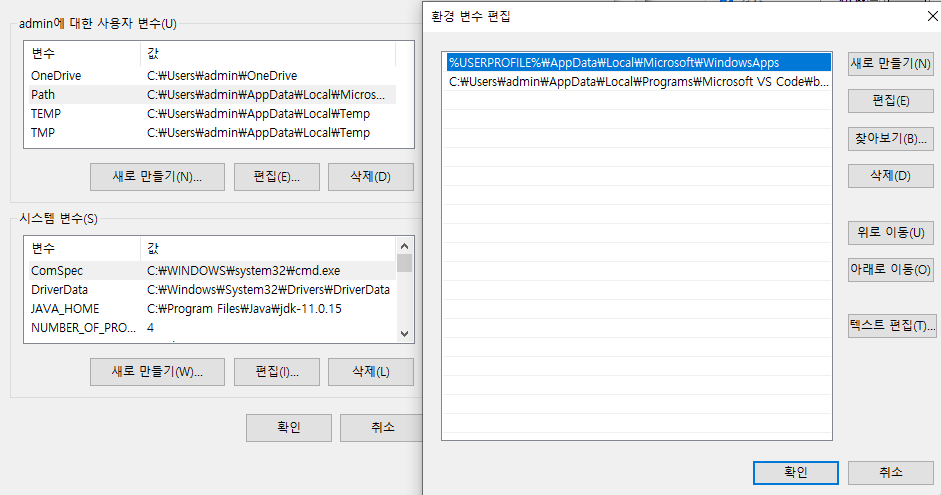 admin에 대한 사용자 변수(U)
변수 값
OneDrive C:₩Users₩admin₩OneDrive
Path C:₩Users₩admin₩AppData₩Local₩Micros...
TEMP C:₩Users₩admin₩AppData₩Local₩Temp
TMP C:₩Users₩admin₩AppData₩Local₩Temp
새로 만들기(N)... 편집(E)... 삭제(D)
시스템 변수(S)
변수 값
ComSpec C:₩WINDOWS₩system32₩cmd.exe
DriverData C:₩Windows₩System32₩Drivers₩DriverData
JAVA_HOME C:₩Program Files₩Java₩jdk-11.0.15
NUMBER_OF_PRO... 4
새로 만들기(W)... 편집(I)... 삭제(L)
확인 취소
환경 변수 편집
%USERPROFILE%₩AppData₩Local₩Microsoft₩WindowsApps
C:₩Users₩admin₩AppData₩Local₩Programs₩Microsoft VS Code₩b...
새로 만들기(N)
편집(E)
찾아보기(B)...
삭제(D)
위로 이동(U)
아래로 이동(O)
텍스트 편집(T)...
확인 취소